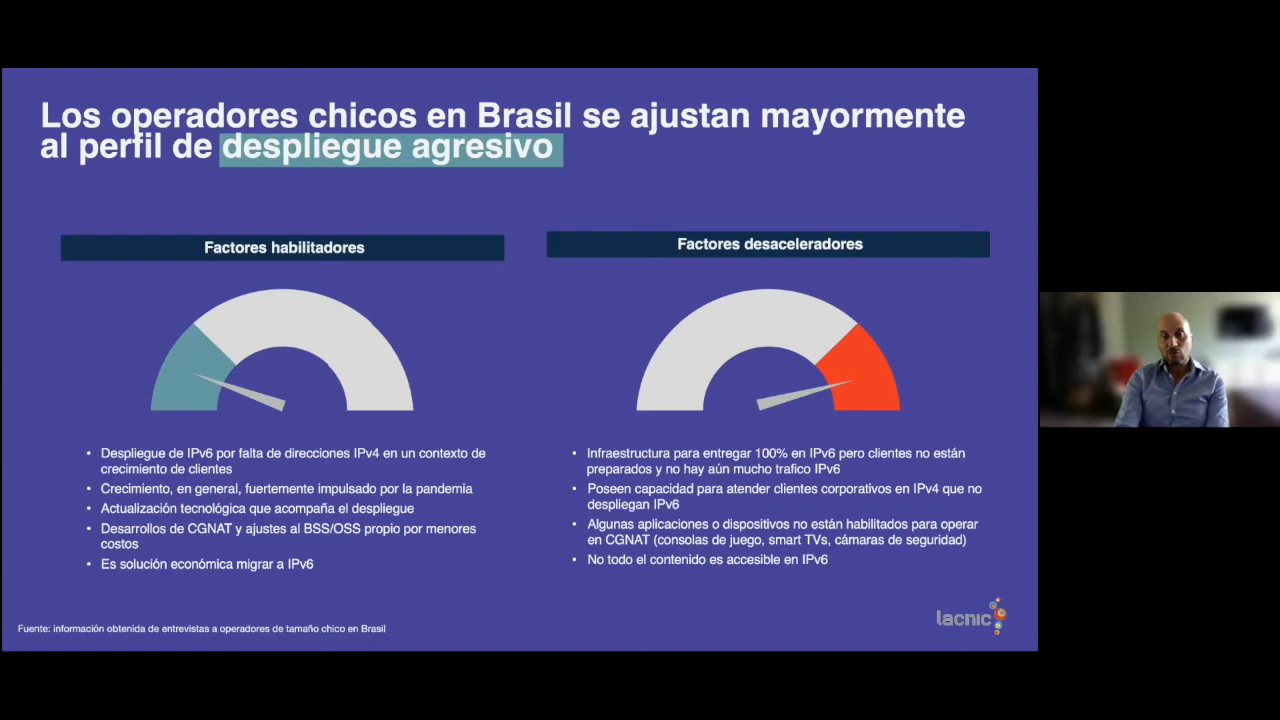 Los operadores chicos en Brasil se ajustan mayormente
al perfil de despliegue agresivo
Factores habilitadores
• Despliegue de IPv6 por falta de direcciones IPv4 en un contexto de
crecimiento de clientes
• Crecimiento, en general, fuertemente impulsado por la pandemia
• Actualización tecnológica que acompaña el despliegue
• Desarrollos de CGNAT y ajustes al BSS/OSS propio por menores
costos
• Es solución económica migrar a IPv6
Factores desaceleradores
• Infraestructura para entregar 100% en IPv6 pero clientes no están
preparados y no hay aún mucho trafico IPv6
• Poseen capacidad para atender clientes corporativos en IPv4 que no
despliegan IPv6
• Algunas aplicaciones o dispositivos no están habilitados para operar
en CGNAT (consolas de juego, smart TVs, cámaras de seguridad)
• No todo el contenido es accesible en IPv6
Fuente: información obtenida de entrevistas a operadores de tamaño chico en Brasil
lacnic